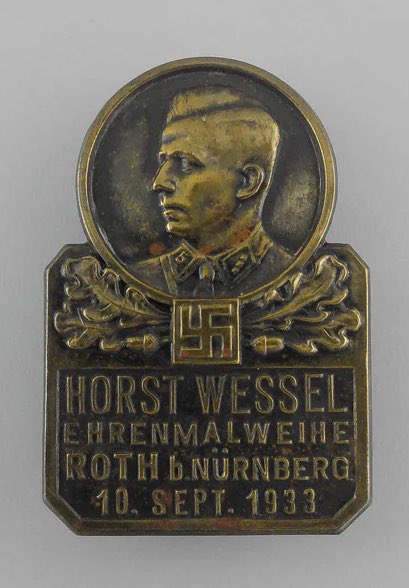 HORST WESSEL
EHRENMALWEIHE
ROTH b. NÜRNBERG
10. SEPT. 1933